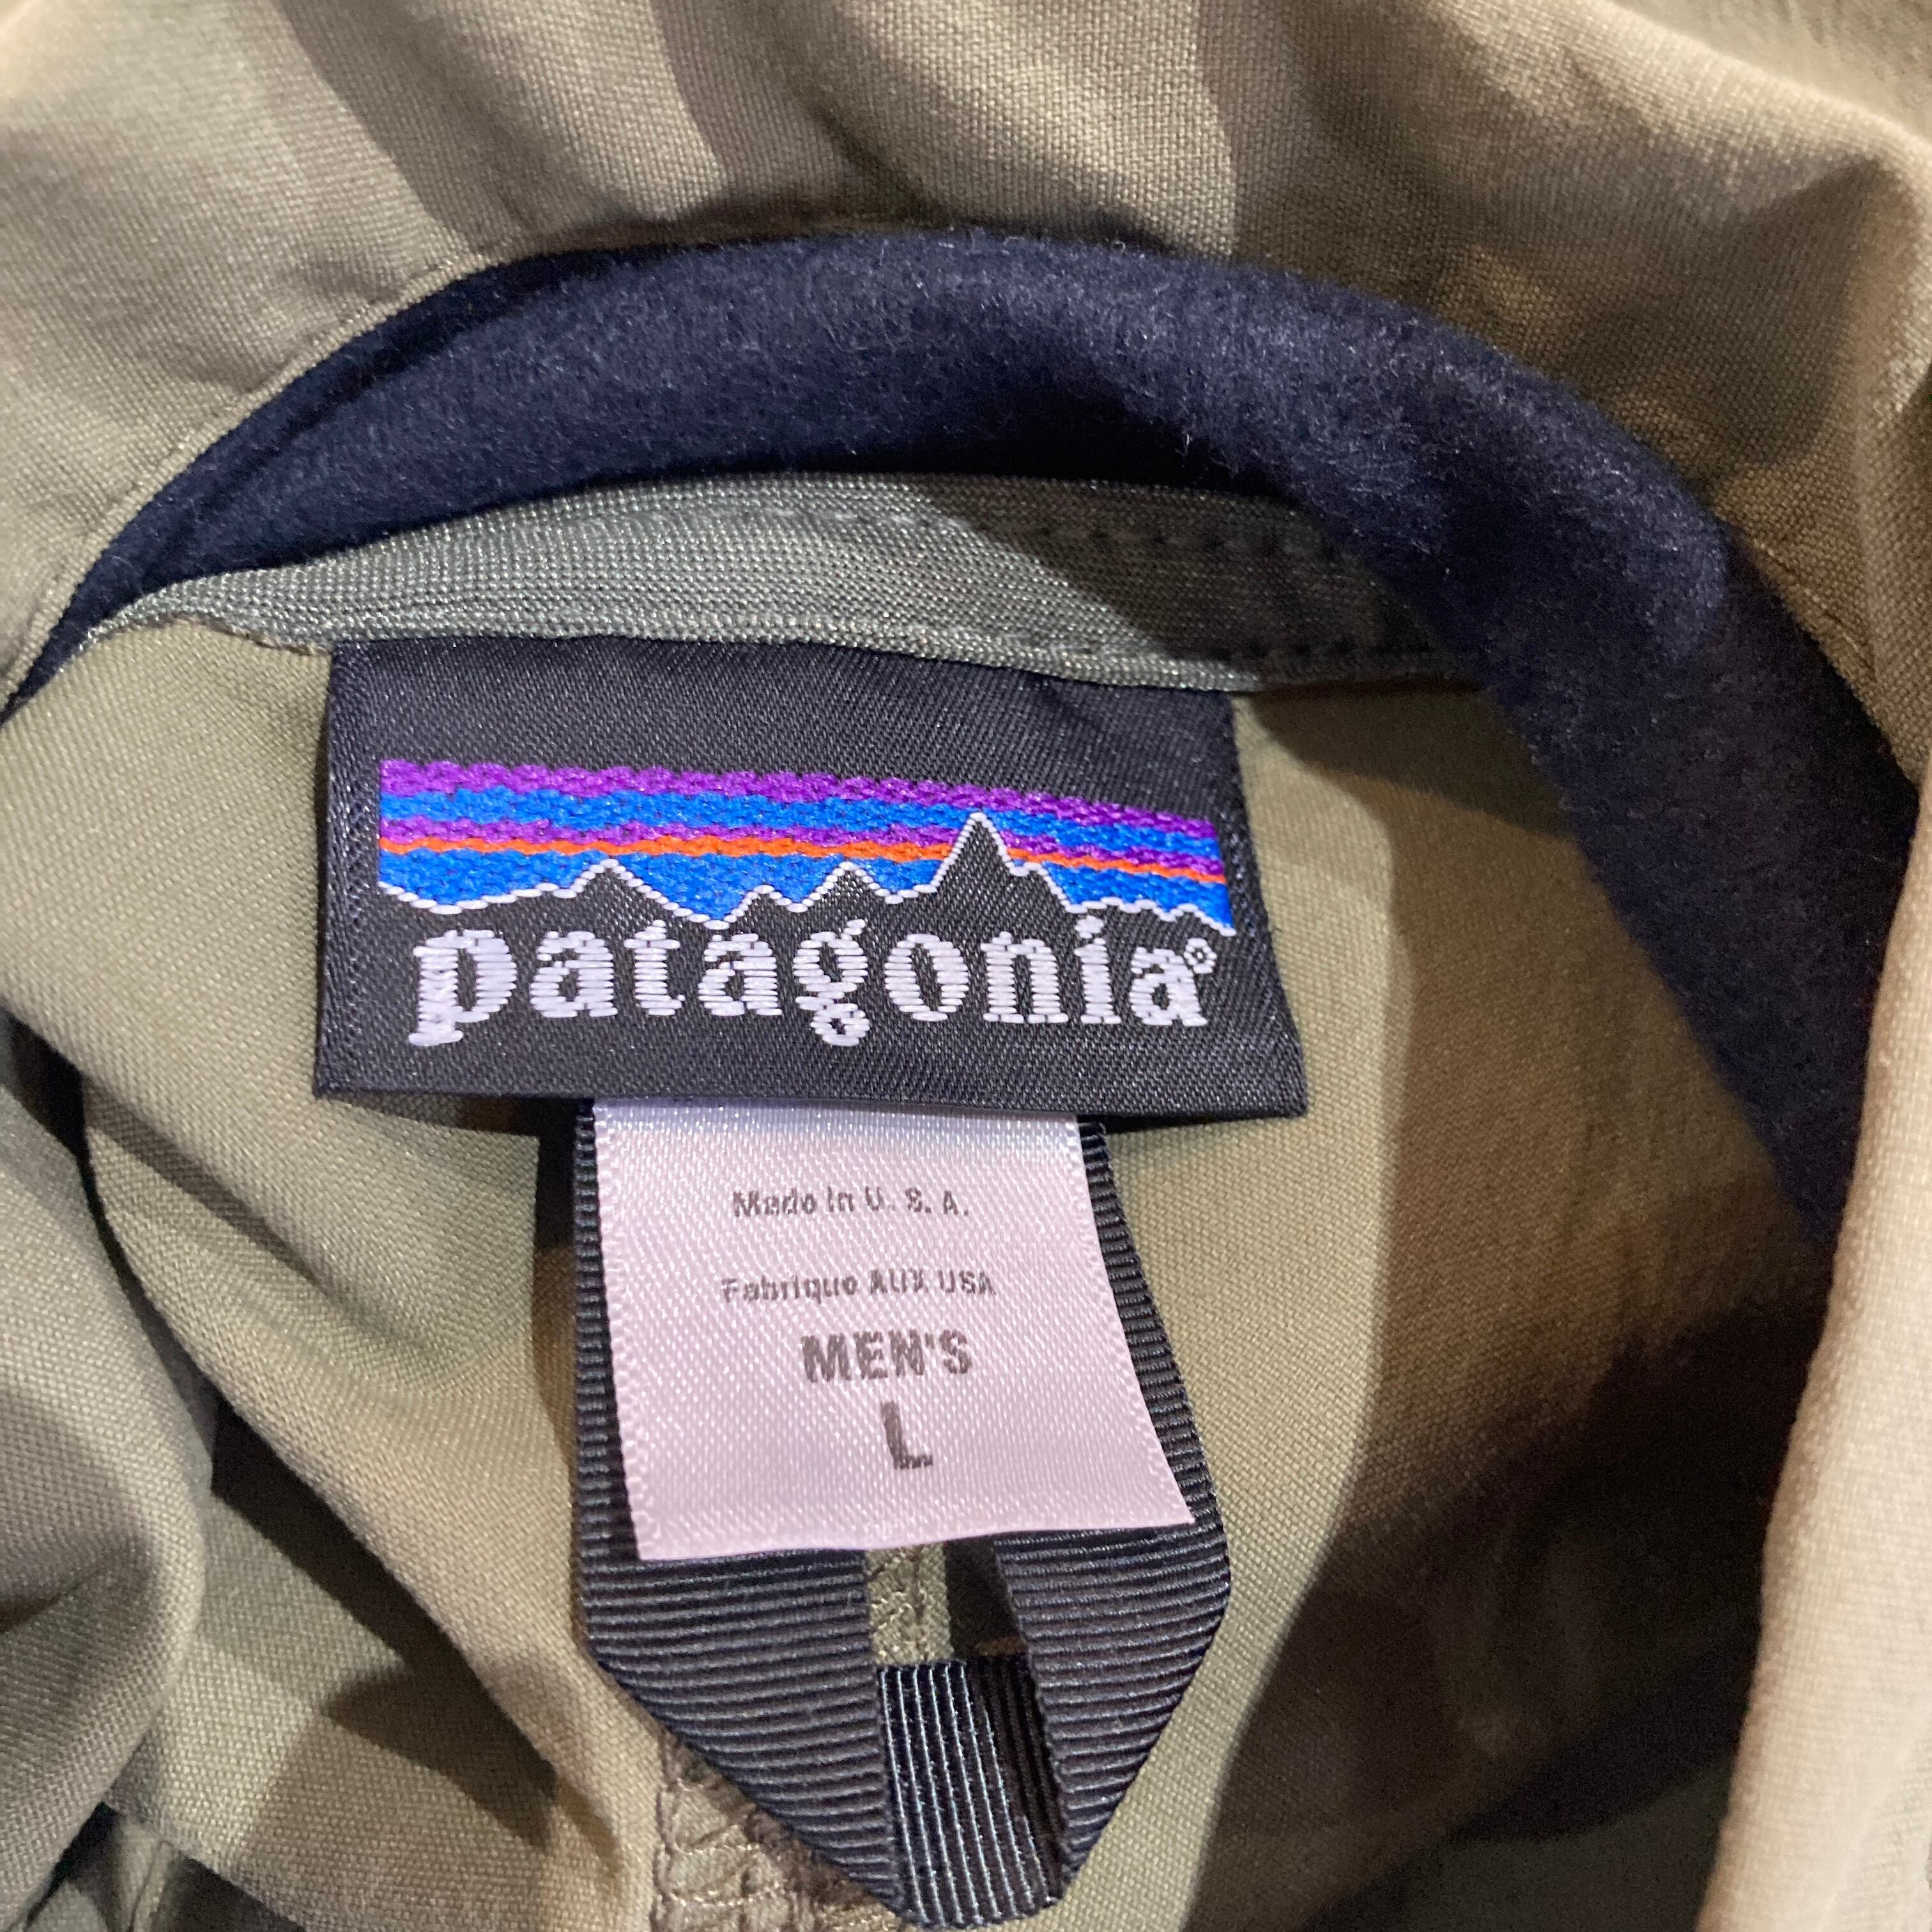 patagonia®
Made in U. S. A.
Fabrique AUX USA
MEN'S
L